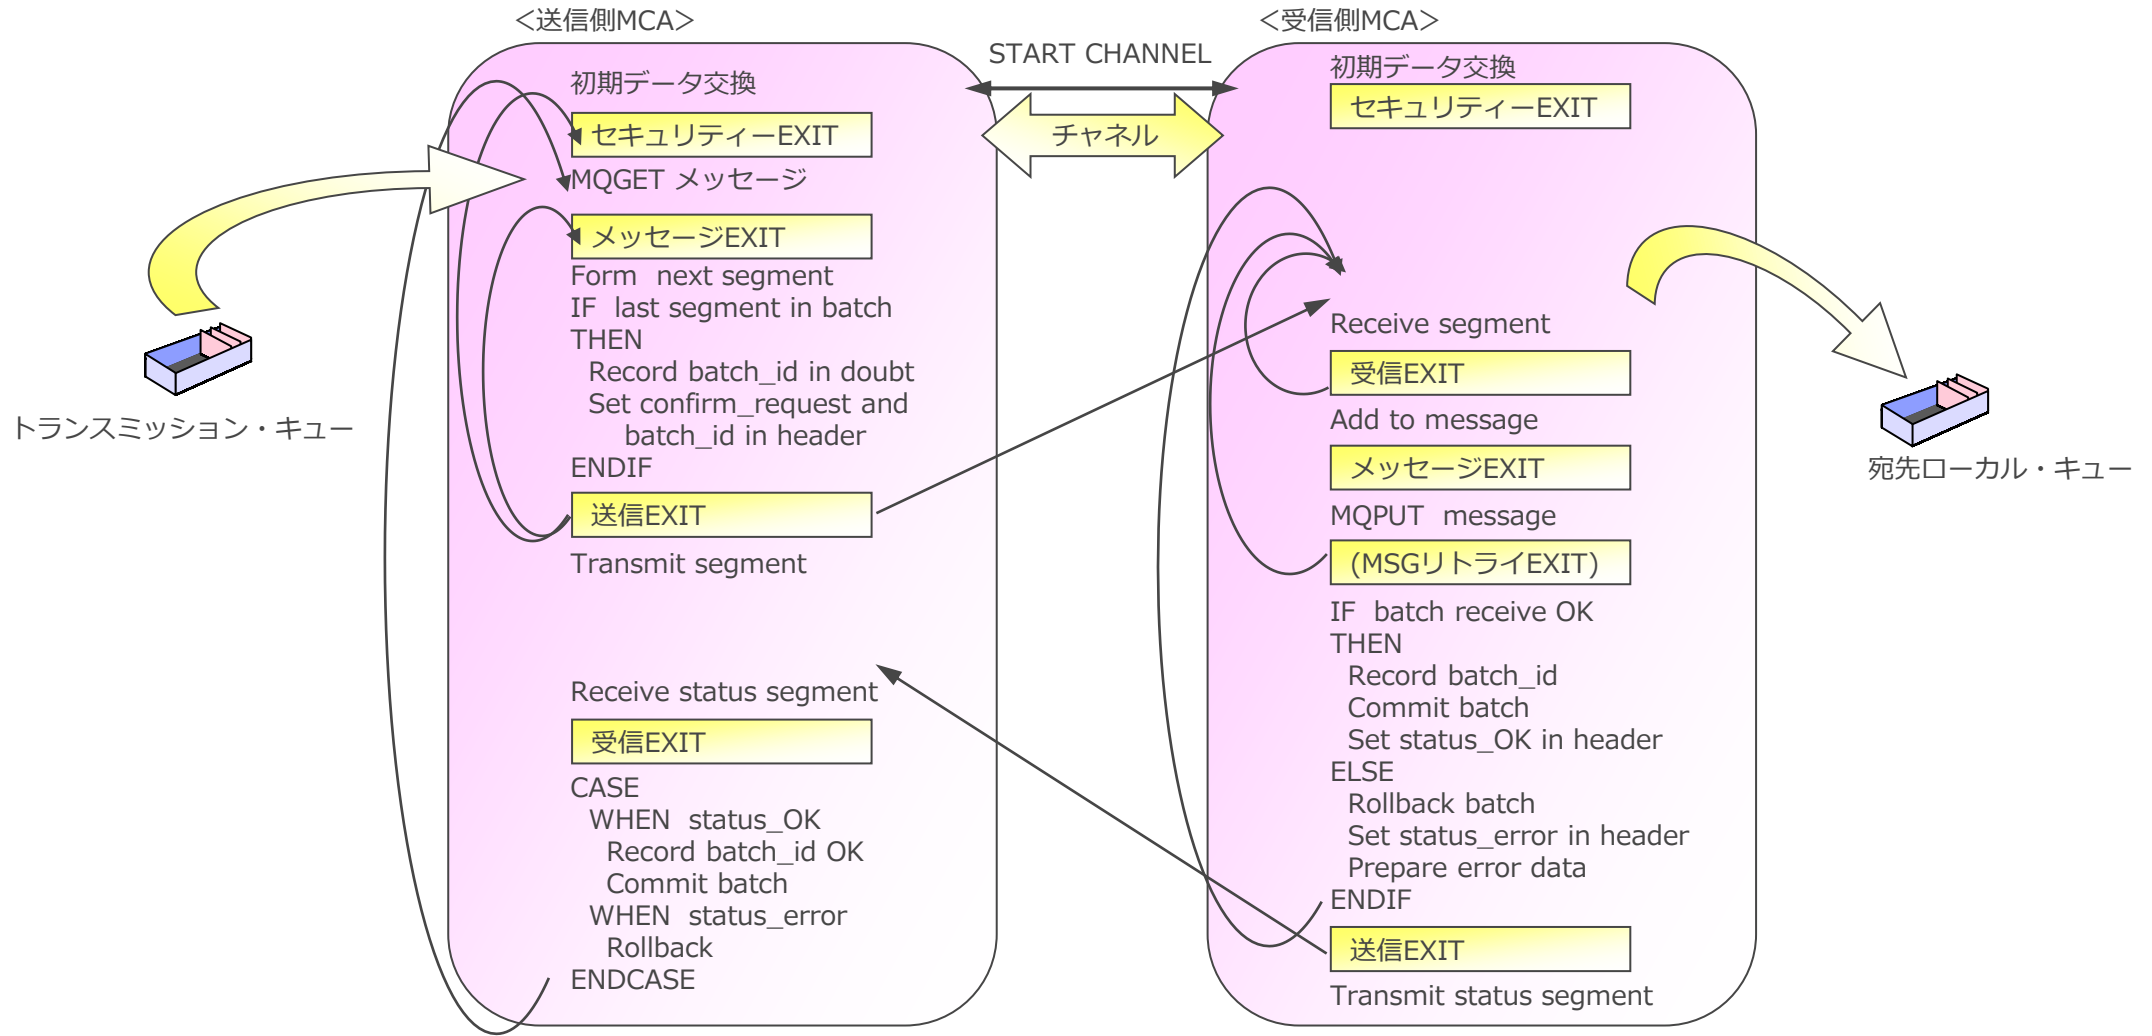 ＜送信側MCA＞
初期データ交換
セキュリティーEXIT
MQGET メッセージ
メッセージEXIT
Form  next segment
IF  last segment in batch
THEN
Record batch_id in doubt
Set confirm_request and
batch_id in header
ENDIF
送信EXIT
Transmit segment
Receive status segment
受信EXIT
CASE
WHEN  status_OK
Record batch_id OK
Commit batch
WHEN  status_error
Rollback
ENDCASE
トランスミッション・キュー
START CHANNEL
チャネル
＜受信側MCA＞
初期データ交換
セキュリティーEXIT
Receive segment
受信EXIT
Add to message
メッセージEXIT
MQPUT  message
(MSGリトライEXIT)
IF  batch receive OK
THEN
Record batch_id
Commit batch
Set status_OK in header
ELSE
Rollback batch
Set status_error in header
Prepare error data
ENDIF
送信EXIT
Transmit status segment
宛先ローカル・キュー